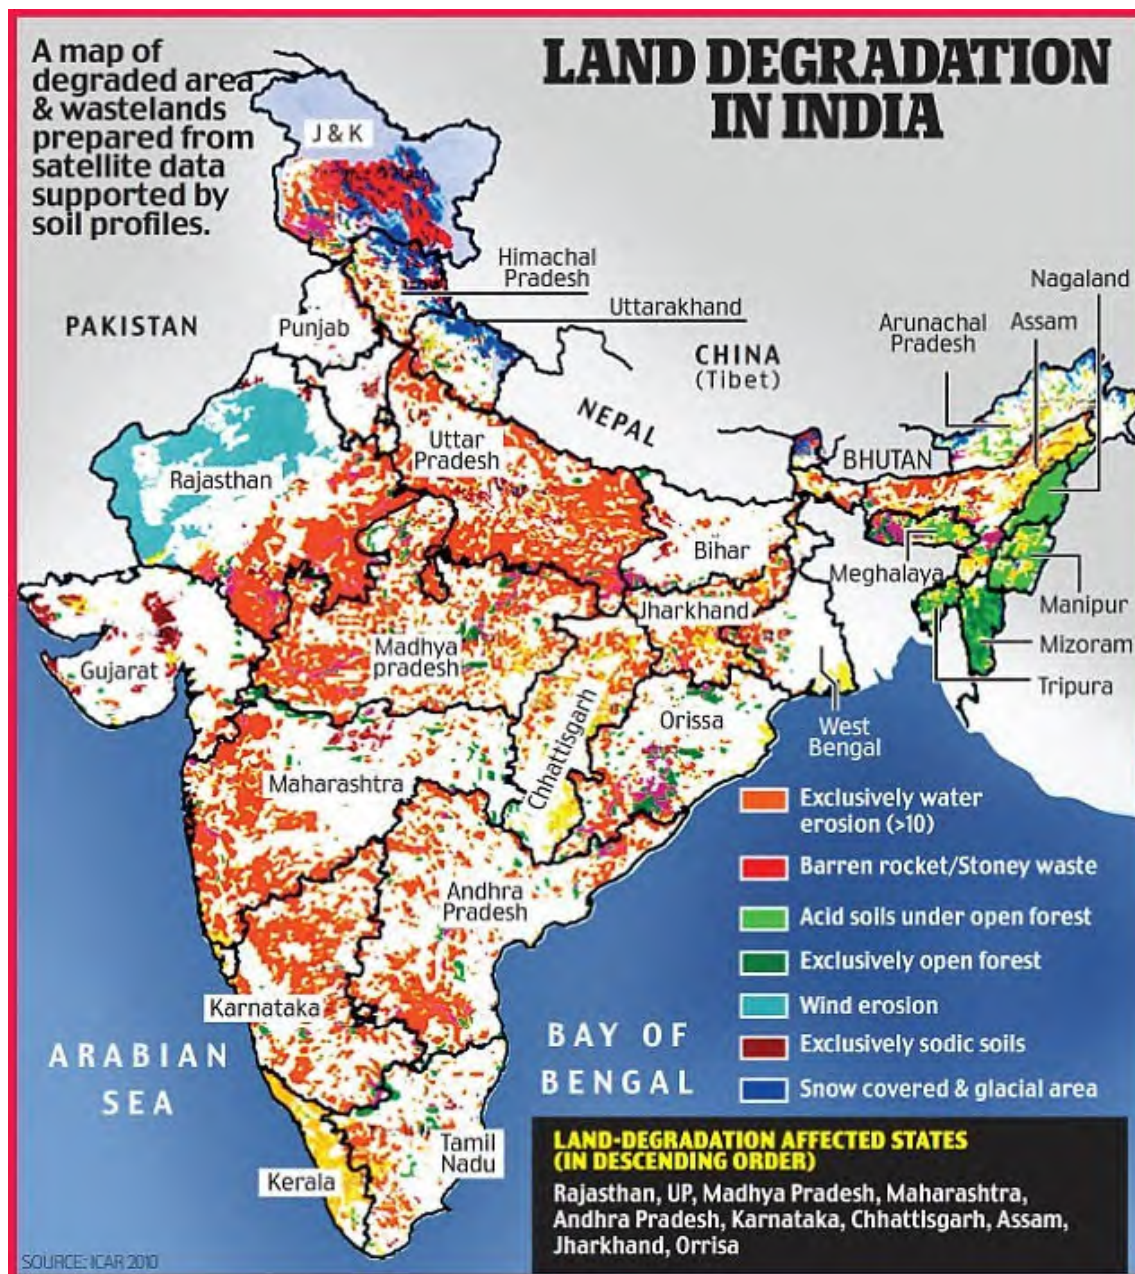 A map of
degraded area
& wastelands
prepared from
satellite data
supported by
soil profiles.
LAND DEGRADATION
IN INDIA
J & K
Himachal
Pradesh
Uttarakhand
Nagaland
Arunachal
Pradesh
Assam
PAKISTAN
Punjab
CHINA
(Tibet)
NEPAL
Uttar
Pradesh
BHUTAN
Rajasthan
Bihar
Meghalaya
Jharkhand
Manipur
Madhya
pradesh
Mizoram
Gujarat
Tripura
Orissa
West
Bengal
Chhattisgarh
Maharashtra
Andhra
Pradesh
Karnataka
ARABIAN
SEA
BAY OF
BENGAL
Tamil
Nadu
Kerala
Exclusively water
erosion (>10)
Barren rocket/Stoney waste
Acid soils under open forest
Exclusively open forest
Wind erosion
Exclusively sodic soils
Snow covered & glacial area
LAND-DEGRADATION AFFECTED STATES
(IN DESCENDING ORDER)
Rajasthan, UP, Madhya Pradesh, Maharashtra,
Andhra Pradesh, Karnataka, Chhattisgarh, Assam,
Jharkhand, Orrisa
SOURCE: ICAR 2010